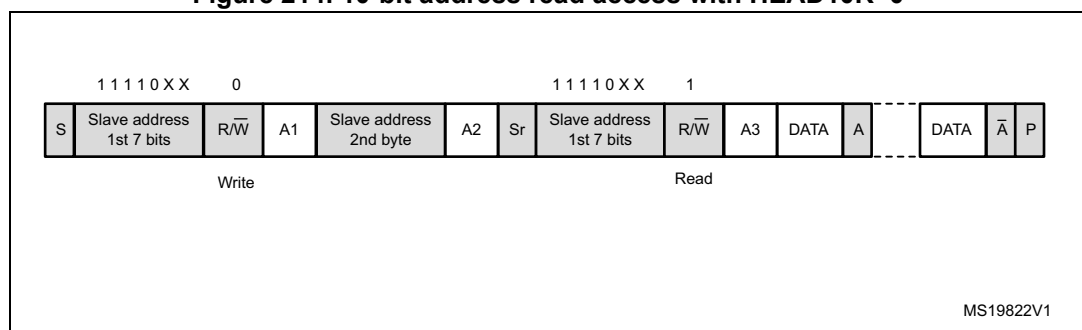 Figure 214. 10-bit address read access with HEAD10R=0
11110XX 0 11110XX 1
S Slave address 1st 7 bits R/W̅ A1 Slave address 2nd byte A2 Sr Slave address 1st 7 bits R/W̅ A3 DATA A DATA A̅ P
Write Read
MS19822V1